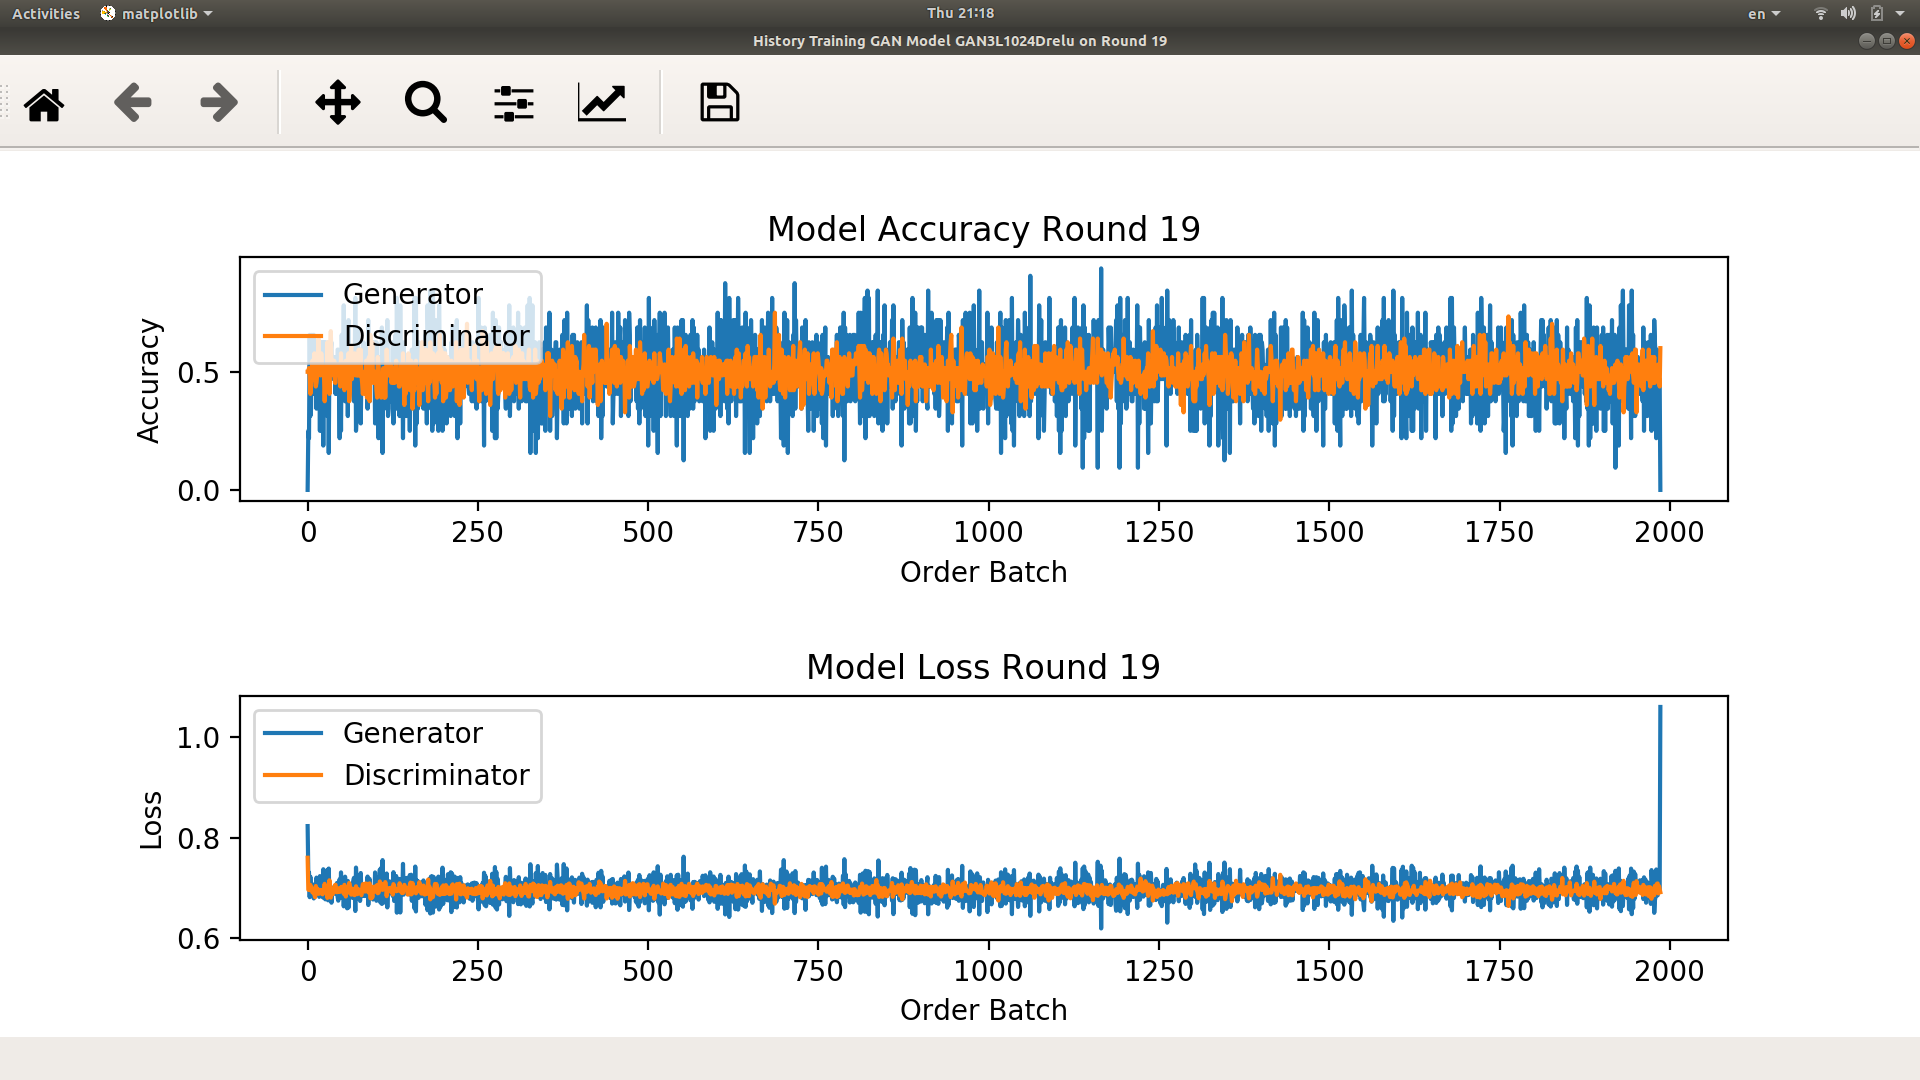 Activities
matplotlib
Thu 21:18
en
History Training GAN Model GAN3L1024Drelu on Round 19
Model Accuracy Round 19
Generator
Discriminator
Accuracy
0.5
0.0
0 250 500 750 1000 1250 1500 1750 2000
Order Batch
Model Loss Round 19
Generator
Discriminator
Loss
1.0
0.8
0.6
0 250 500 750 1000 1250 1500 1750 2000
Order Batch